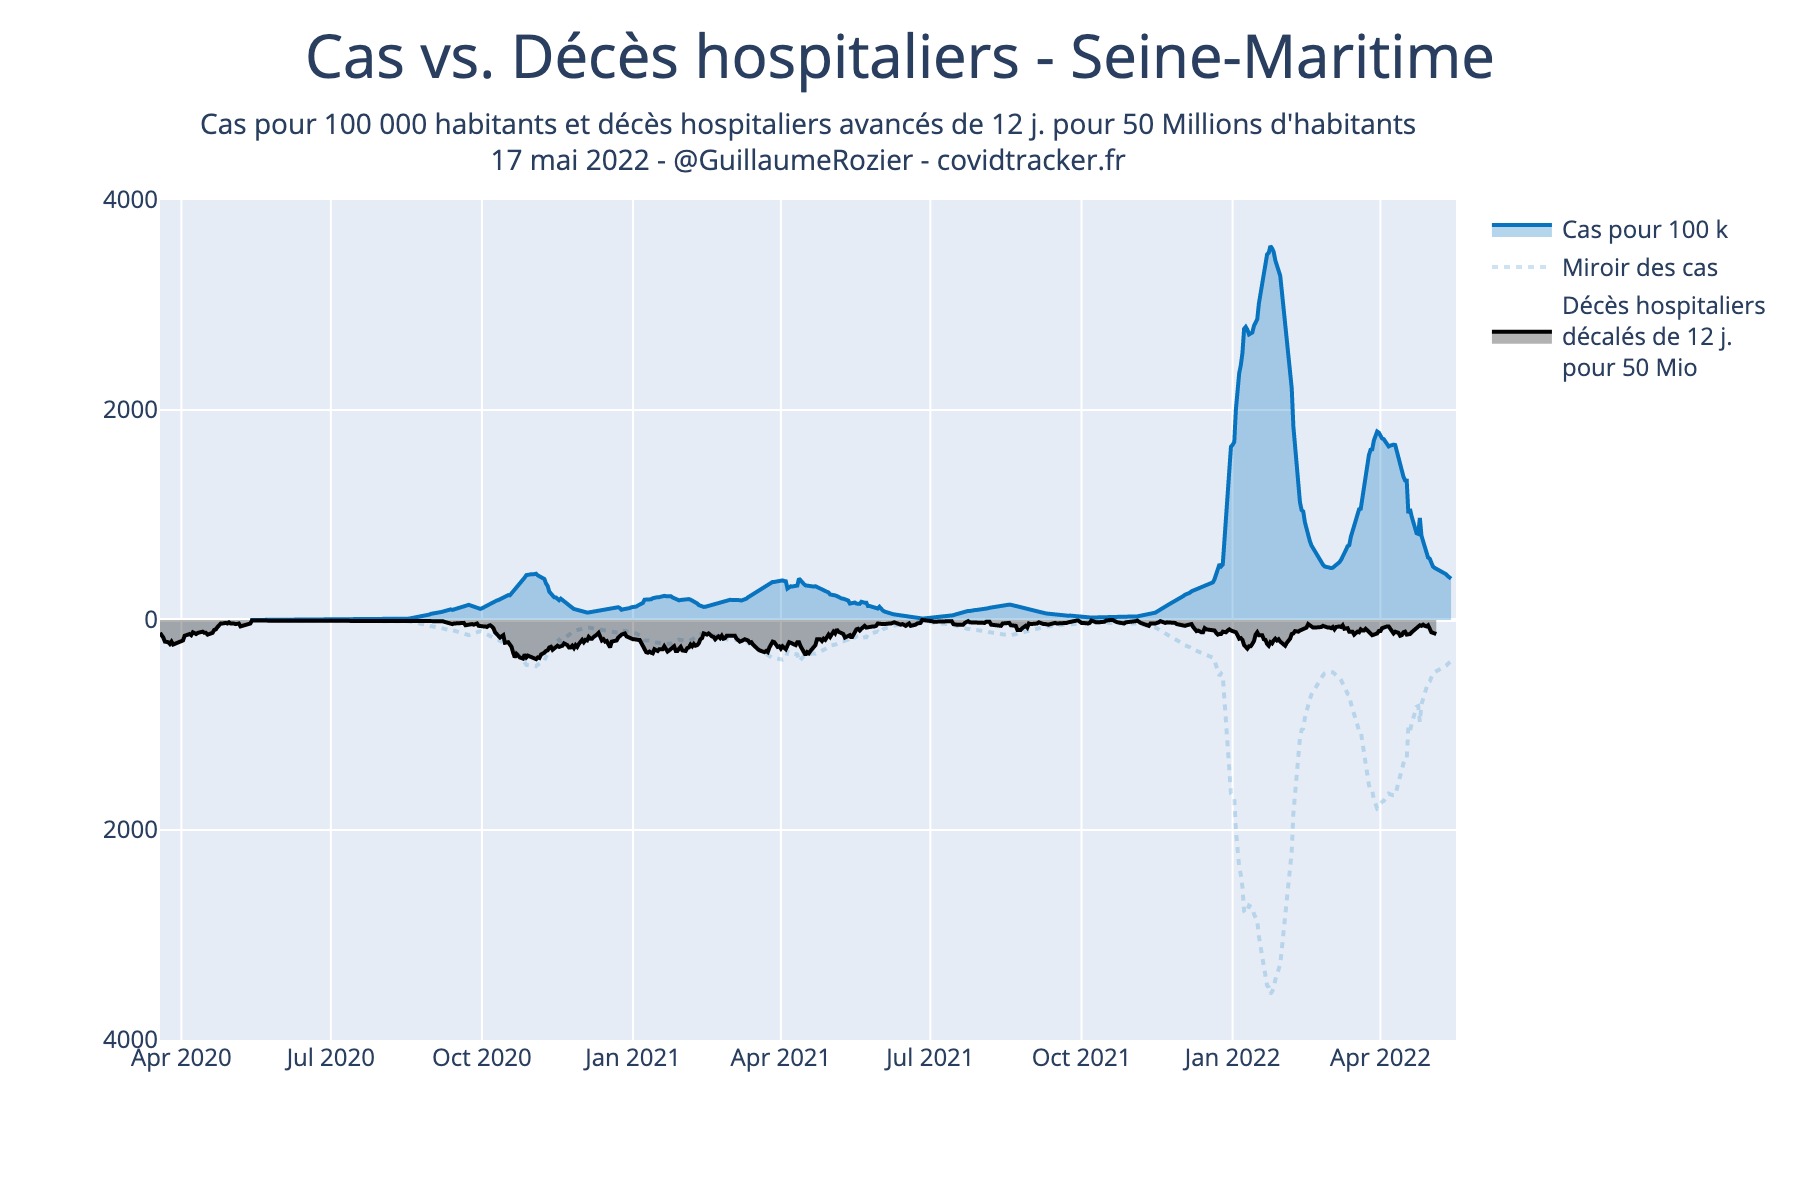 Cas vs. Décès hospitaliers - Seine-Maritime
Cas pour 100 000 habitants et décès hospitaliers avancés de 12 j. pour 50 Millions d'habitants
17 mai 2022 - @GuillaumeRozier - covidtracker.fr
4000
2000
0
2000
4000
Apr 2020
Jul 2020
Oct 2020
Jan 2021
Apr 2021
Jul 2021
Oct 2021
Jan 2022
Apr 2022
Cas pour 100 k
Miroir des cas
Décès hospitaliers
décalés de 12 j.
pour 50 Mio